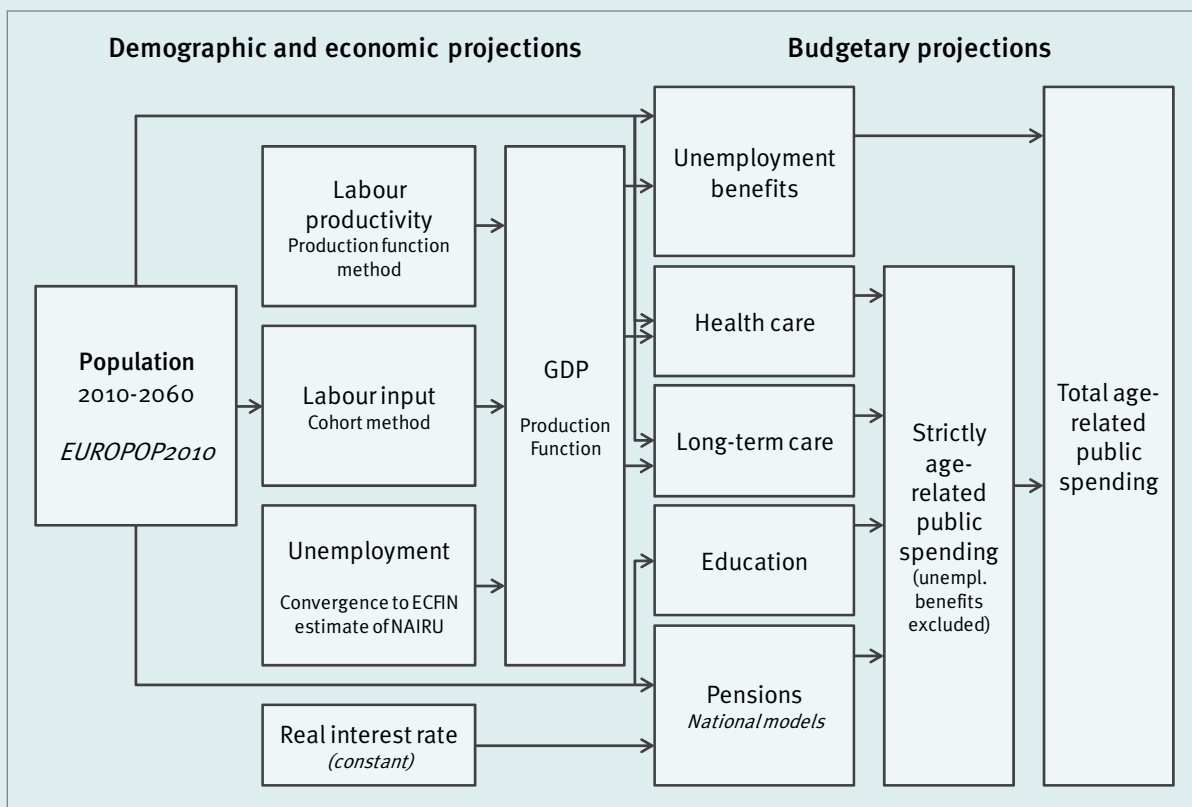 Demographic and economic projections
Budgetary projections
Population
2010-2060
EUROPOP2010
Labour
productivity
Production function
method
Labour input
Cohort method
Unemployment
Convergence to ECFIN
estimate of NAIRU
Real interest rate
(constant)
GDP
Production
Function
Unemployment
benefits
Health care
Long-term care
Education
Pensions
National models
Strictly
age-
related
public
spending
(unempl.
benefits
excluded)
Total age-
related
public
spending